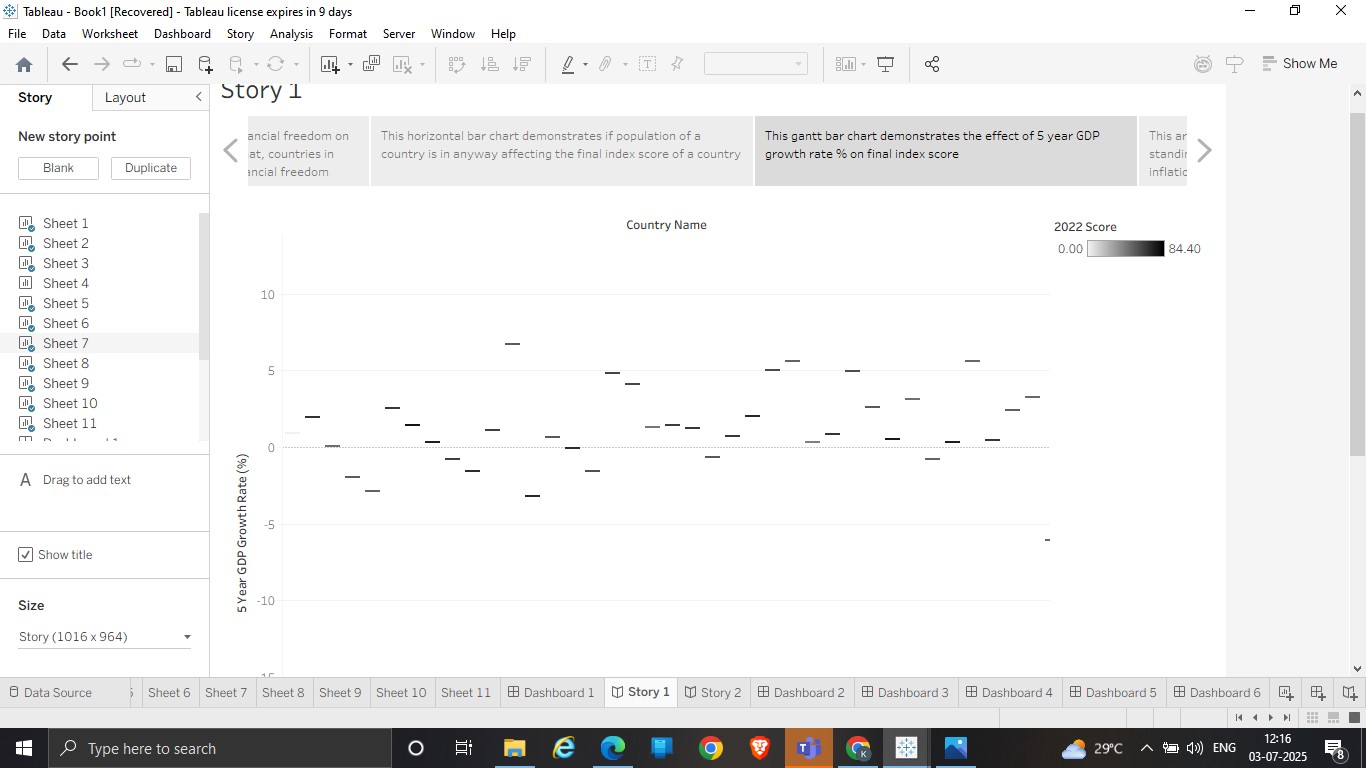 Tableau - Book1 [Recovered] - Tableau license expires in 9 days
File Data Worksheet Dashboard Story Analysis Format Server Window Help
Show Me
Story Layout
New story point
Blank Duplicate
Sheet 1
Sheet 2
Sheet 3
Sheet 4
Sheet 5
Sheet 6
Sheet 7
Sheet 8
Sheet 9
Sheet 10
Sheet 11
A Drag to add text
Show title
Size
Story (1016 x 964)
Story 1
ancial freedom on
at, countries in
ancial freedom
This horizontal bar chart demonstrates if population of a
country is in anyway affecting the final index score of a country
This gantt bar chart demonstrates the effect of 5 year GDP
growth rate % on final index score
This ar
standir
inflatic
Country Name
2022 Score
0.00 84.40
5 Year GDP Growth Rate (%)
10
5
0
-5
-10
Data Source Sheet 6 Sheet 7 Sheet 8 Sheet 9 Sheet 10 Sheet 11 Dashboard 1 Story 1 Story 2 Dashboard 2 Dashboard 3 Dashboard 4 Dashboard 5 Dashboard 6
Type here to search
29°C ENG
12:16
03-07-2025
8